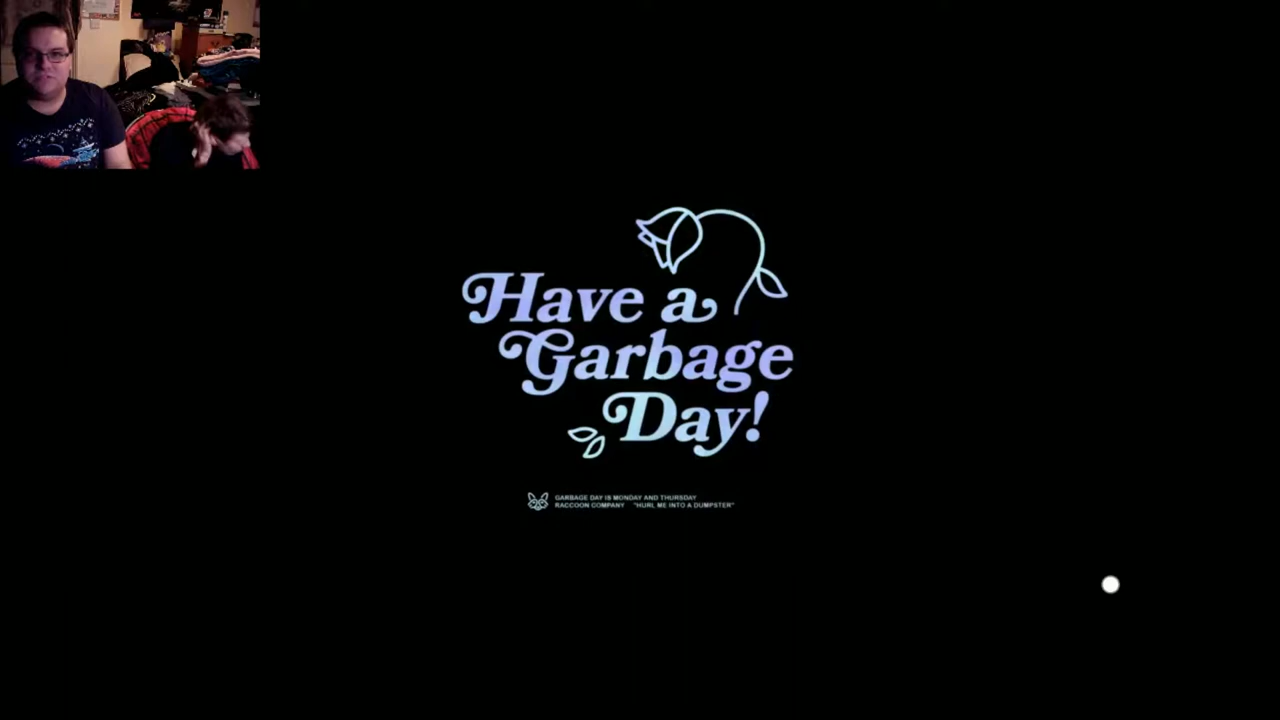 Have a
Garbage
Day!
GARBAGE DAY IS MONDAY AND THURSDAY
RACCOON COMPANY "HURL ME INTO A DUMPSTER"